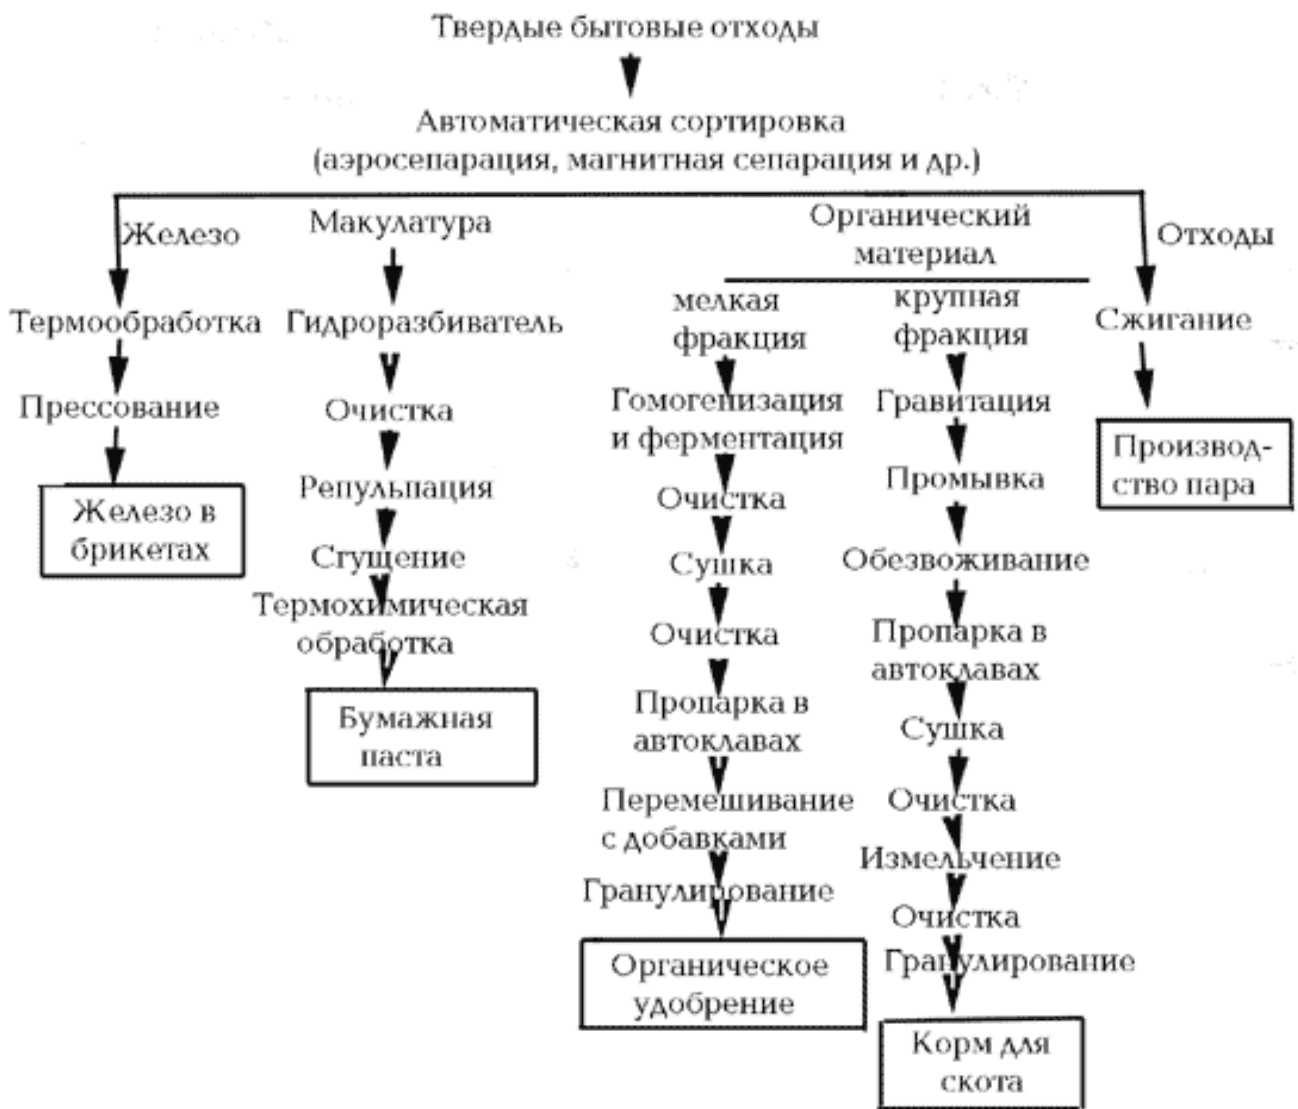 Твердые бытовые отходы
Автоматическая сортировка
(аэросепарация, магнитная сепарация и др.)
Железо
Термообработка
Прессование
Железо в
брикетах
Макулатура
Гидроразбиватель
Очистка
Репульпация
Сгущение
Термохимическая
обработка
Бумажная
паста
Органический
материал
мелкая
фракция
Гомогенизация
и ферментация
Очистка
Сушка
Очистка
Пропарка в
автоклавах
Перемешивание
с добавками
Гранулирование
Органическое
удобрение
крупная
фракция
Гравитация
Промывка
Обезвоживание
Пропарка в
автоклавах
Сушка
Очистка
Измельчение
Очистка
Гранулирование
Корм для
скота
Отходы
Сжигание
Производ-
ство пара